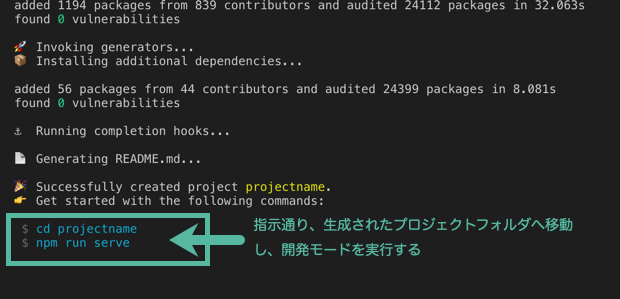 added 1194 packages from 839 contributors and audited 24112 packages in 32.063s
found 0 vulnerabilities
🚀 Invoking generators...
📦 Installing additional dependencies...
added 56 packages from 44 contributors and audited 24399 packages in 8.081s
found 0 vulnerabilities
⚓ Running completion hooks...
📄 Generating README.md...
🎉 Successfully created project projectname.
👉 Get started with the following commands:
$ cd projectname
$ npm run serve
指示通り、生成されたプロジェクトフォルダへ移動
し、開発モードを実行する